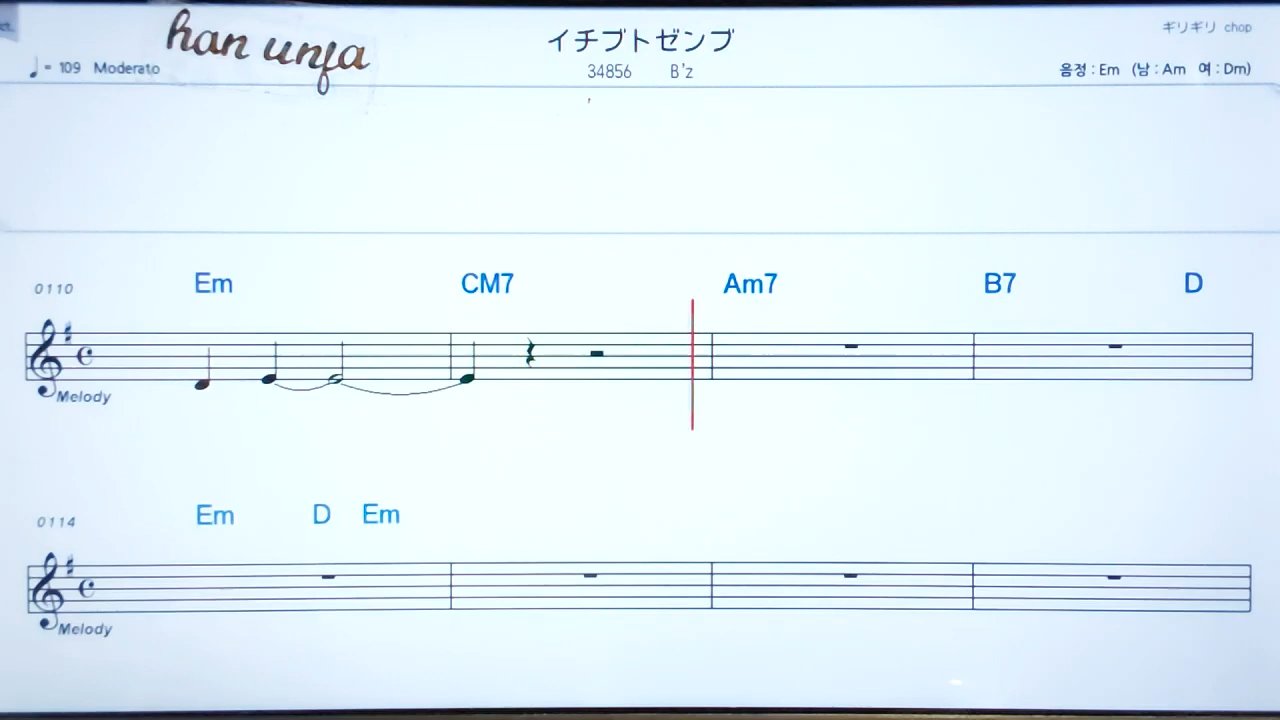 han unfa
イチブトゼンブ
ギリギリ chop
♩= 109 Moderato
34856 B'z
음정 : Em (남 : Am 여 : Dm)
0110 Em CM7 Am7 B7 D
Melody
0114 Em D Em
Melody